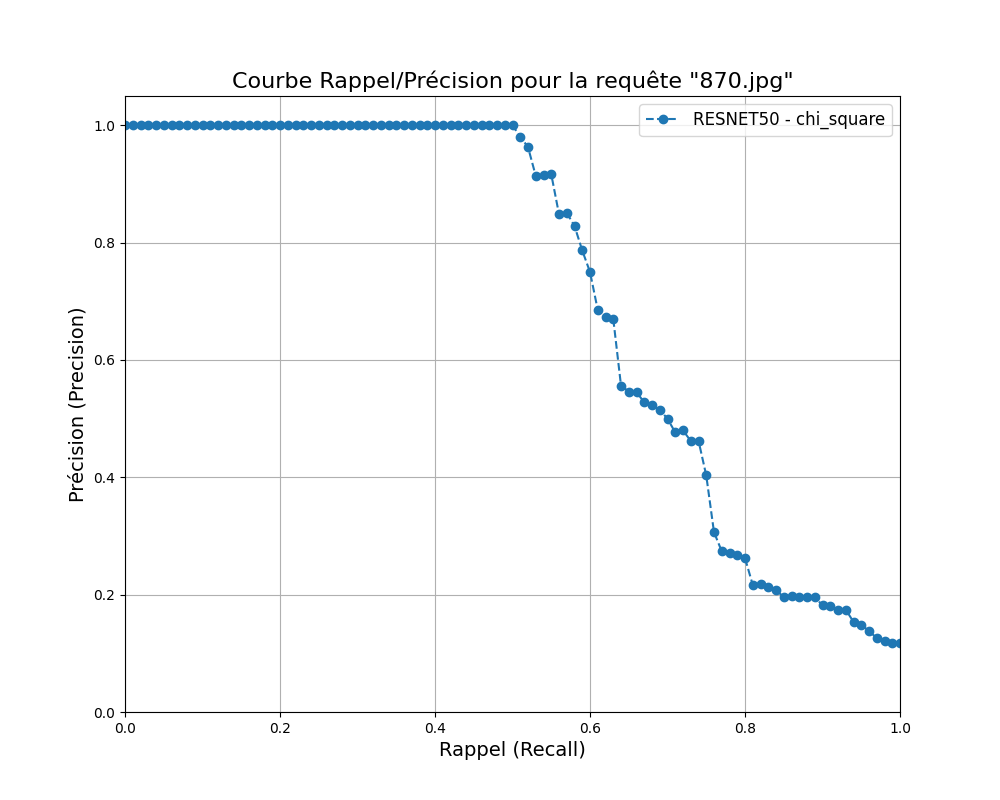 Courbe Rappel/Précision pour la requête "870.jpg"
RESNET50 - chi_square
Précision (Precision)
1.0
0.8
0.6
0.4
0.2
0.0
0.0 0.2 0.4 0.6 0.8 1.0
Rappel (Recall)